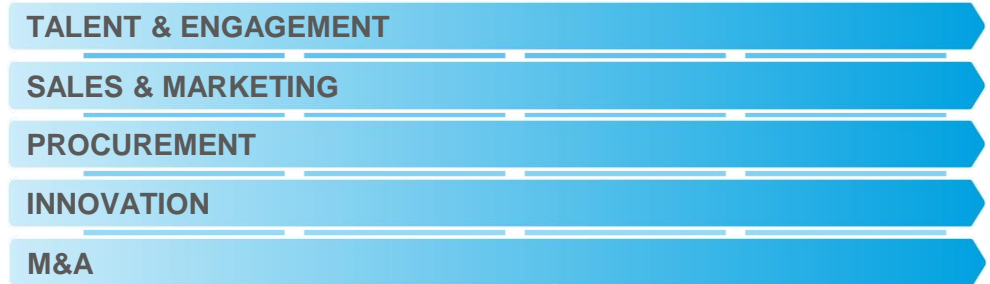 TALENT & ENGAGEMENT
SALES & MARKETING
PROCUREMENT
INNOVATION
M&A